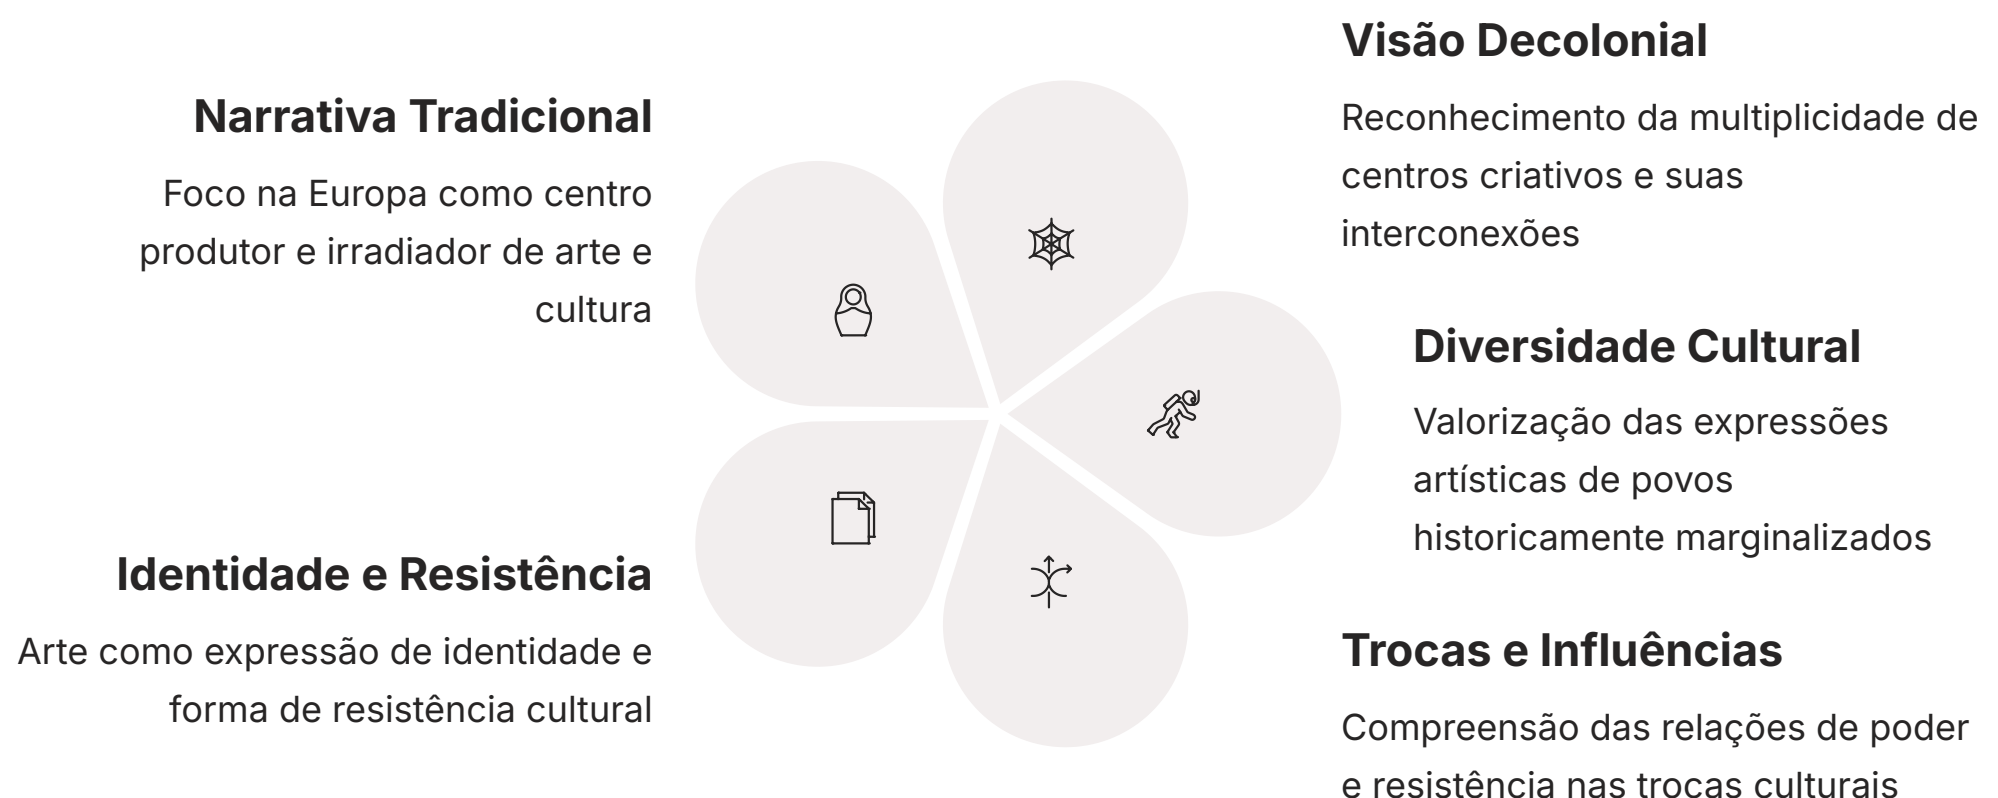 Visão Decolonial
Reconhecimento da multiplicidade de
centros criativos e suas
interconexões
Narrativa Tradicional
Foco na Europa como centro
produtor e irradiador de arte e
cultura
Diversidade Cultural
Valorização das expressões
artísticas de povos
historicamente marginalizados
Identidade e Resistência
Arte como expressão de identidade e
forma de resistência cultural
Trocas e Influências
Compreensão das relações de poder
e resistência nas trocas culturais